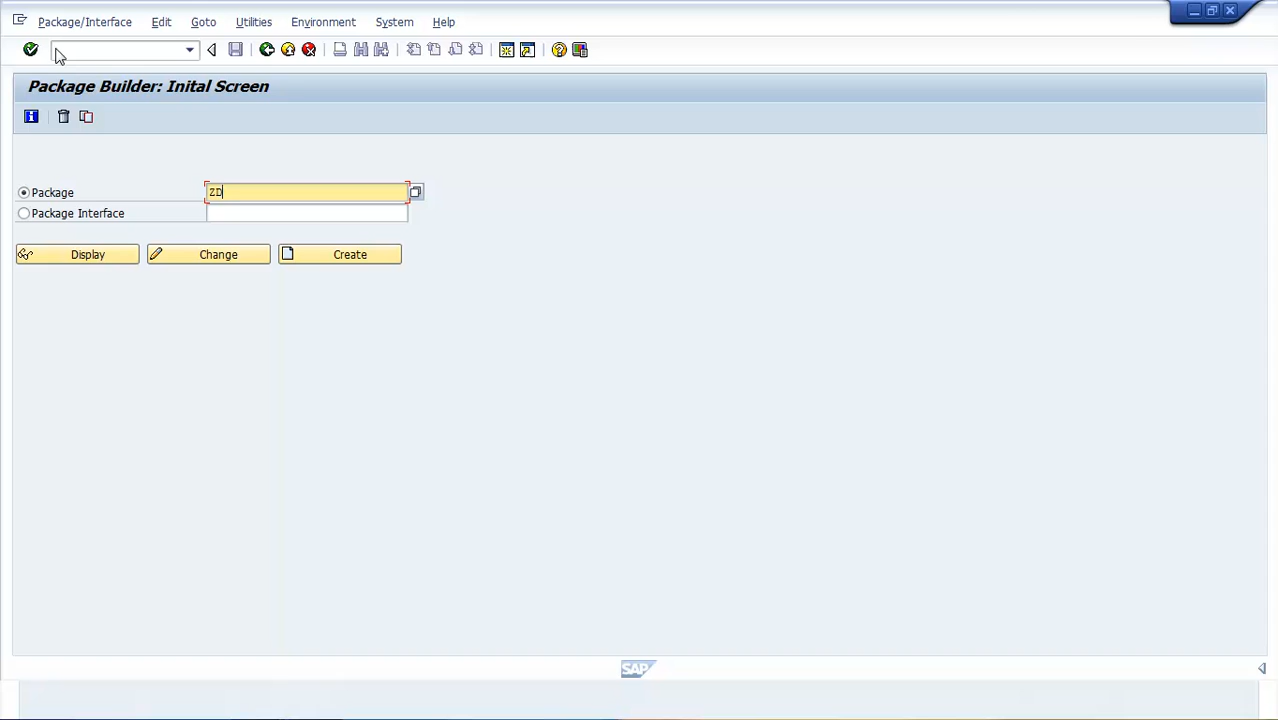 Package/Interface Edit Goto Utilities Environment System Help
Package Builder: Inital Screen
Package ZD
Package Interface
Display Change Create
SAP